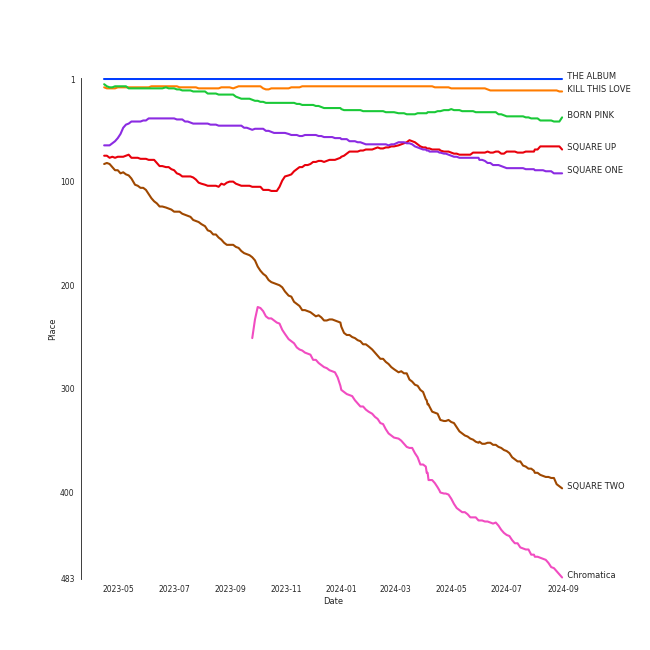 1
100
200
300
400
483
Place
THE ALBUM
KILL THIS LOVE
BORN PINK
SQUARE UP
SQUARE ONE
SQUARE TWO
Chromatica
2023-05
2023-07
2023-09
2023-11
2024-01
2024-03
2024-05
2024-07
2024-09
Date